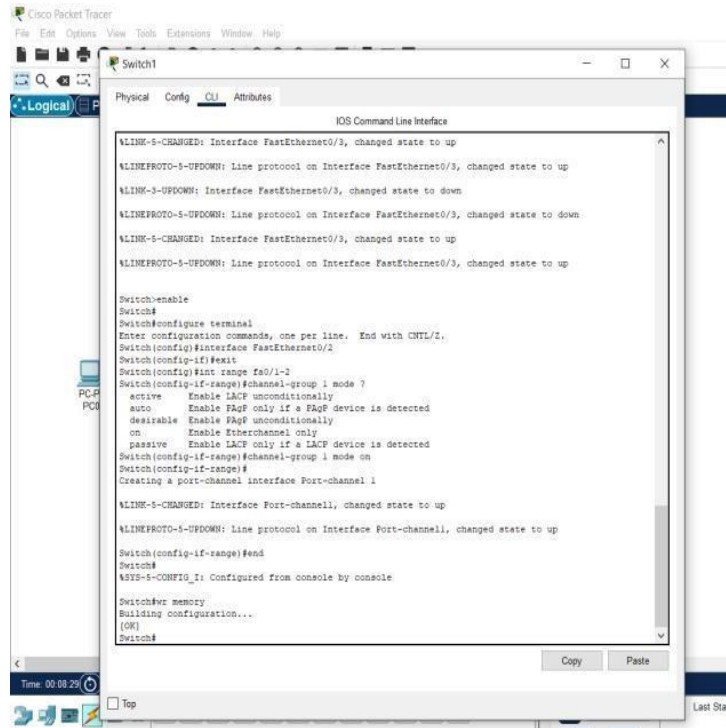 Cisco Packet Tracer
File Edit Options View Tools Extensions Window Help
Switch1
Logical
Physical Config CLI Attributes
IOS Command Line Interface
%LINK-5-CHANGED: Interface FastEthernet0/3, changed state to up
%LINEPROTO-5-UPDOWN: Line protocol on Interface FastEthernet0/3, changed state to up
%LINK-3-UPDOWN: Interface FastEthernet0/3, changed state to down
%LINEPROTO-5-UPDOWN: Line protocol on Interface FastEthernet0/3, changed state to down
%LINK-5-CHANGED: Interface FastEthernet0/3, changed state to up
%LINEPROTO-5-UPDOWN: Line protocol on Interface FastEthernet0/3, changed state to up
Switch>enable
Switch#
Switch#configure terminal
Enter configuration commands, one per line. End with CNTL/Z.
Switch(config)#interface FastEthernet0/2
Switch(config-if)#exit
Switch(config)#int range fa0/1-2
Switch(config-if-range)#channel-group 1 mode ?
active Enable LACP unconditionally
auto Enable PAgP only if a PAgP device is detected
desirable Enable PAgP unconditionally
on Enable Etherchannel only
passive Enable LACP only if a LACP device is detected
Switch(config-if-range)#channel-group 1 mode on
Switch(config-if-range)#
Creating a port-channel interface Port-channel 1
%LINK-5-CHANGED: Interface Port-channel1, changed state to up
%LINEPROTO-5-UPDOWN: Line protocol on Interface Port-channel1, changed state to up
Switch(config-if-range)#end
Switch#
%SYS-5-CONFIG_I: Configured from console by console
Switch#wr memory
Building configuration...
[OK]
Switch#
PC-P
PC0
Copy Paste
Time: 00:08:29
Top
Last Sta